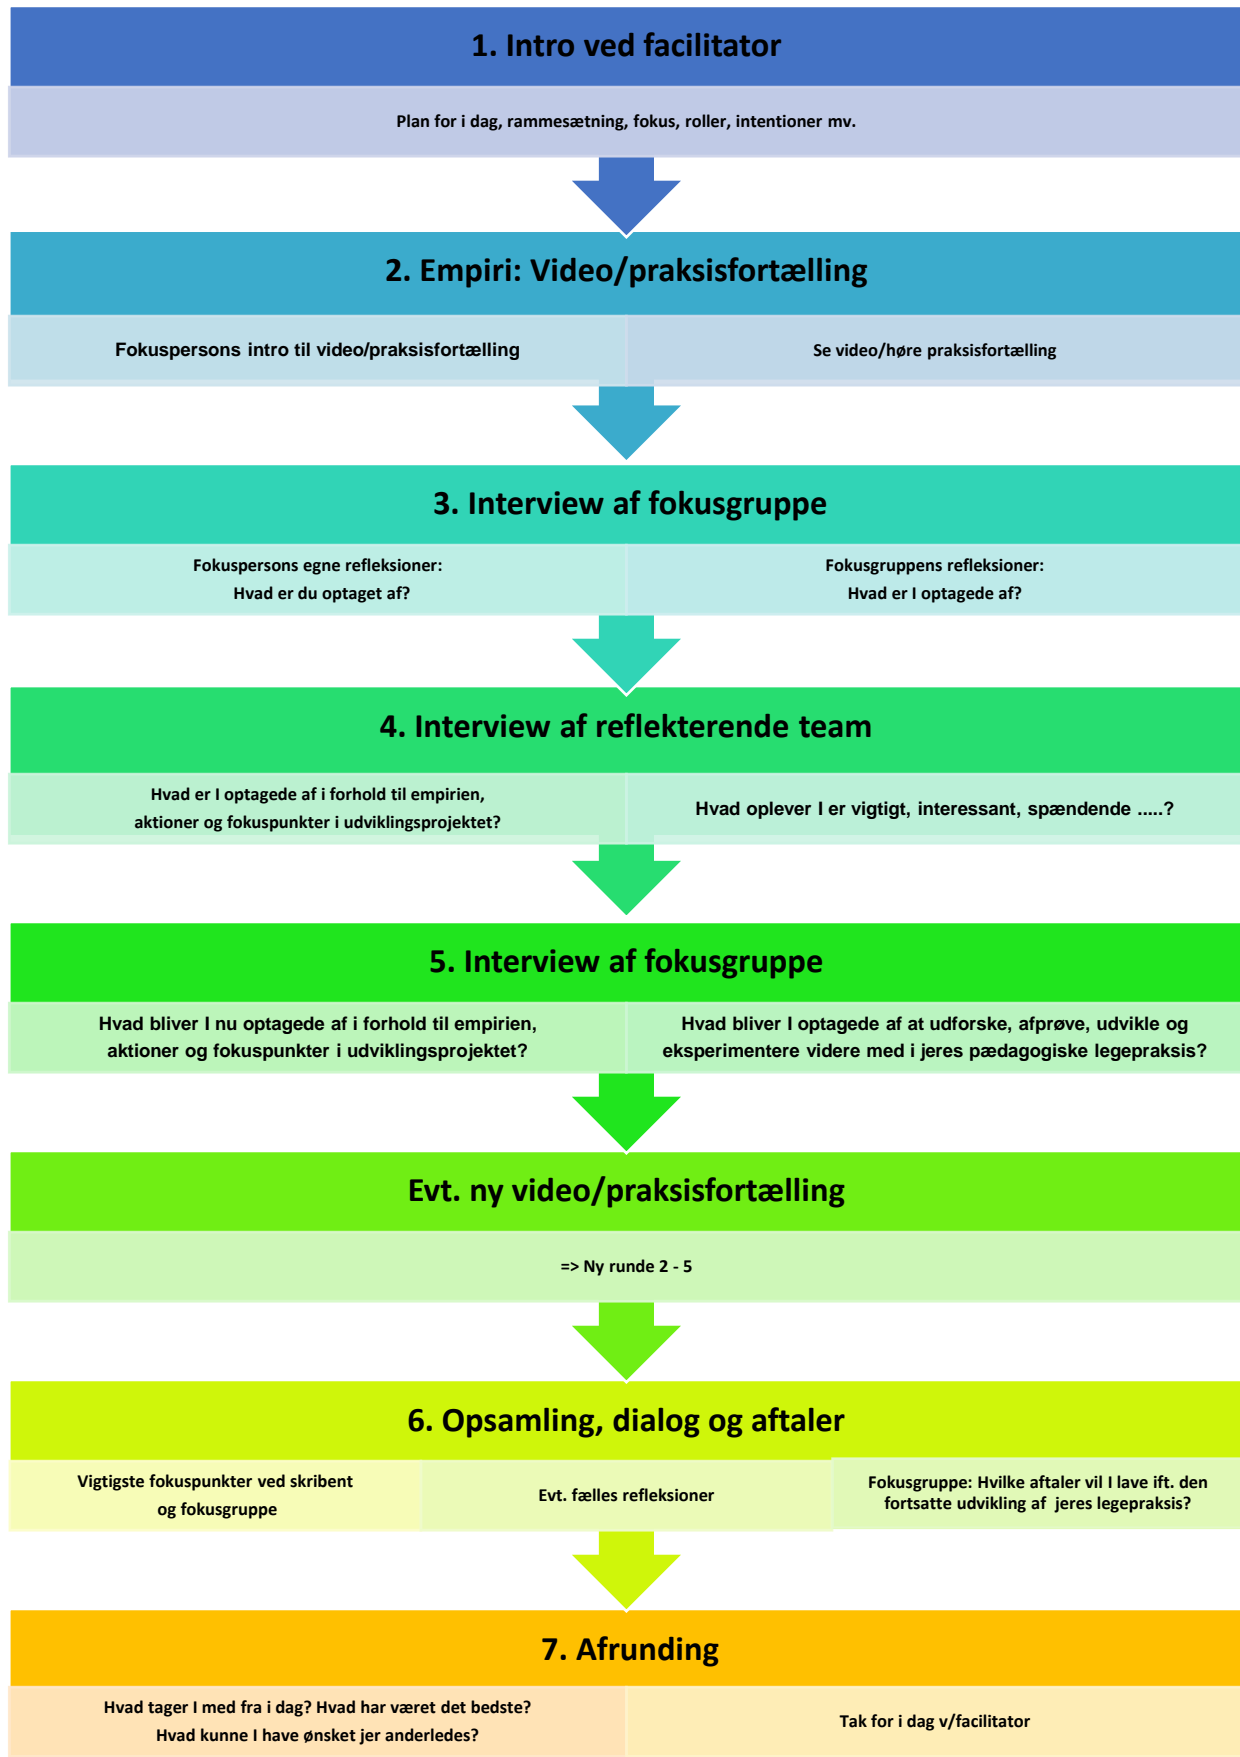 1. Intro ved facilitator
Plan for i dag, rammesætning, fokus, roller, intentioner mv.
2. Empiri: Video/praksisfortælling
Fokuspersons intro til video/praksisfortælling
Se video/høre praksisfortælling
3. Interview af fokusgruppe
Fokuspersons egne refleksioner:
Hvad er du optaget af?
Fokusgruppens refleksioner:
Hvad er I optagede af?
4. Interview af reflekterende team
Hvad er I optagede af i forhold til empirien,
aktioner og fokuspunkter i udviklingsprojektet?
Hvad oplever I er vigtigt, interessant, spændende .....?
5. Interview af fokusgruppe
Hvad bliver I nu optagede af i forhold til empirien,
aktioner og fokuspunkter i udviklingsprojektet?
Hvad bliver I optagede af at udforske, afprøve, udvikle og
eksperimentere videre med i jeres pædagogiske legepraksis?
Evt. ny video/praksisfortælling
=> Ny runde 2 - 5
6. Opsamling, dialog og aftaler
Vigtigste fokuspunkter ved skribent
og fokusgruppe
Evt. fælles refleksioner
Fokusgruppe: Hvilke aftaler vil I lave ift. den
fortsatte udvikling af jeres legepraksis?
7. Afrunding
Hvad tager I med fra i dag? Hvad har været det bedste?
Hvad kunne I have ønsket jer anderledes?
Tak for i dag v/facilitator